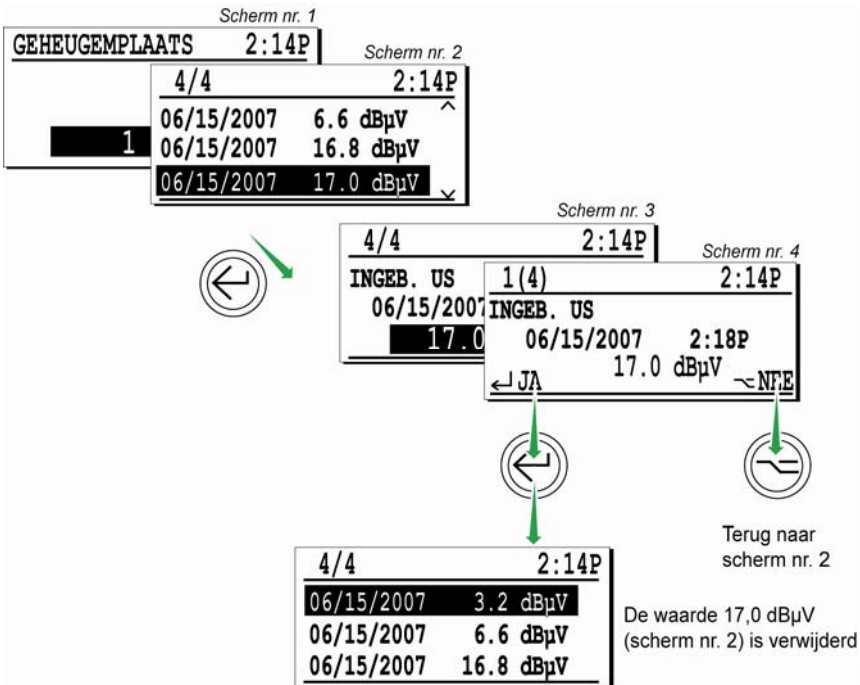 Scherm nr. 1
GEHEUGEMPLAATS 2:14P
1
Scherm nr. 2
4/4 2:14P
06/15/2007 6.6 dBµV
06/15/2007 16.8 dBµV
06/15/2007 17.0 dBµV
Scherm nr. 3
4/4 2:14P
INGEB. US
06/15/2007
17.0
Scherm nr. 4
1(4) 2:14P
INGEB. US
06/15/2007 2:18P
17.0 dBµV
JA NEE
Terug naar
scherm nr. 2
4/4 2:14P
06/15/2007 3.2 dBµV
06/15/2007 6.6 dBµV
06/15/2007 16.8 dBµV
De waarde 17,0 dBµV
(scherm nr. 2) is verwijderd